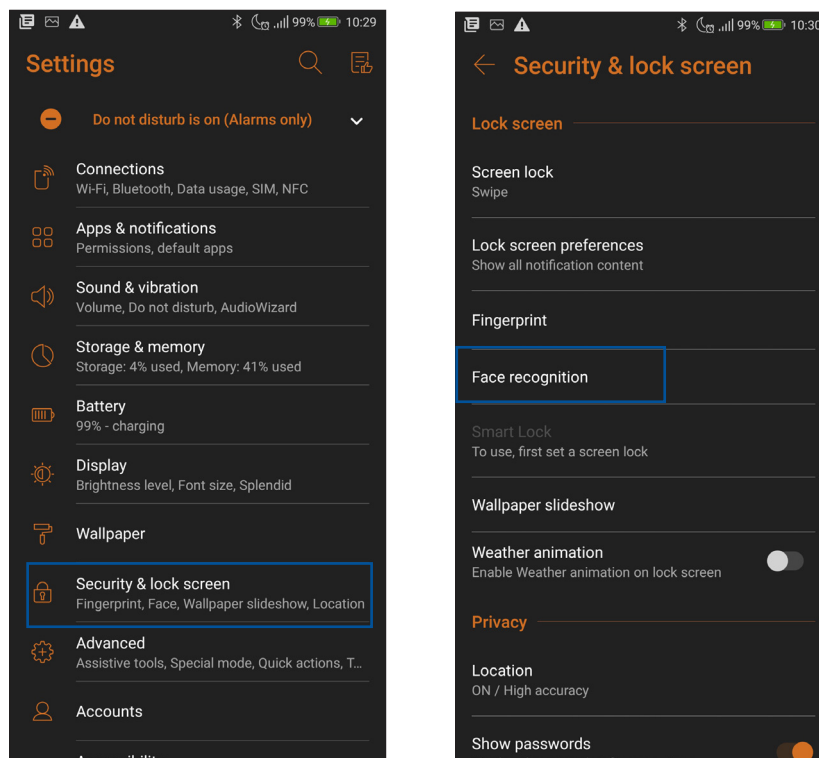 99% 10:29
Settings
Do not disturb is on (Alarms only)
Connections
Wi-Fi, Bluetooth, Data usage, SIM, NFC
Apps & notifications
Permissions, default apps
Sound & vibration
Volume, Do not disturb, AudioWizard
Storage & memory
Storage: 4% used, Memory: 41% used
Battery
99% - charging
Display
Brightness level, Font size, Splendid
Wallpaper
Security & lock screen
Fingerprint, Face, Wallpaper slideshow, Location
Advanced
Assistive tools, Special mode, Quick actions, T...
Accounts
99% 10:30
Security & lock screen
Lock screen
Screen lock
Swipe
Lock screen preferences
Show all notification content
Fingerprint
Face recognition
Smart Lock
To use, first set a screen lock
Wallpaper slideshow
Weather animation
Enable Weather animation on lock screen
Privacy
Location
ON / High accuracy
Show passwords